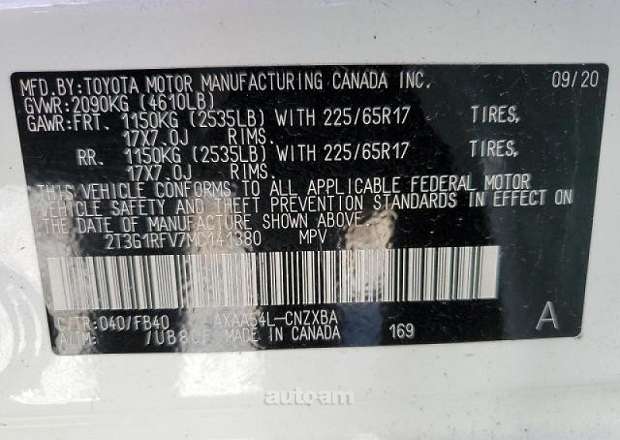 MFD.BY:TOYOTA MOTOR MANUFACTURING CANADA INC. 09/20
GVWR:2090KG (4610LB)
GAWR:FRT. 1150KG (2535LB) WITH 225/65R17 TIRES,
17X7.0J RIMS.
RR. 1150KG (2535LB) WITH 225/65R17 TIRES,
17X7.0J RIMS.
THIS VEHICLE CONFORMS TO ALL APPLICABLE FEDERAL MOTOR
VEHICLE SAFETY AND THEFT PREVENTION STANDARDS IN EFFECT ON
THE DATE OF MANUFACTURE SHOWN ABOVE.
2T3G1RFV7MC141380 MPV
C/TR:040/FB40 AXAA54L-CNZXBA A
MADE IN CANADA 169
autoam